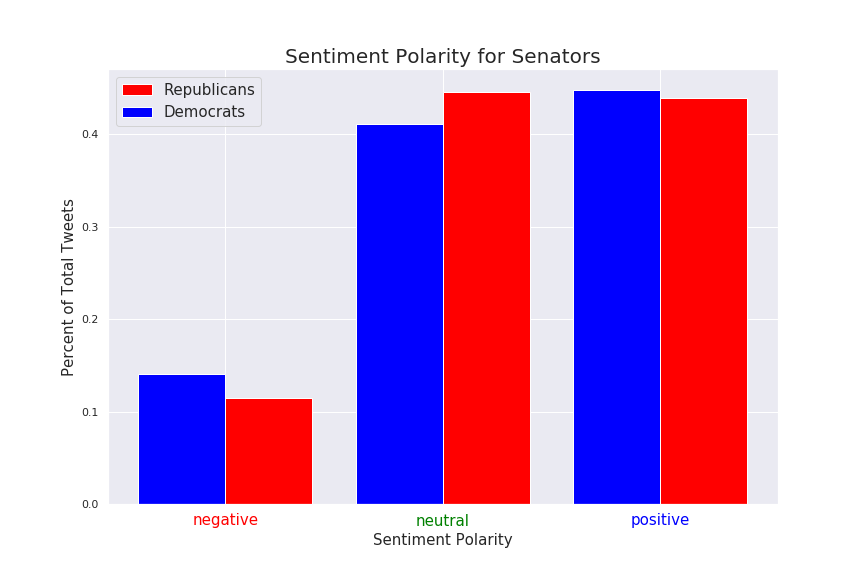 Sentiment Polarity for Senators
Republicans
Democrats
Percent of Total Tweets
0.4
0.3
0.2
0.1
0.0
negative neutral positive
Sentiment Polarity